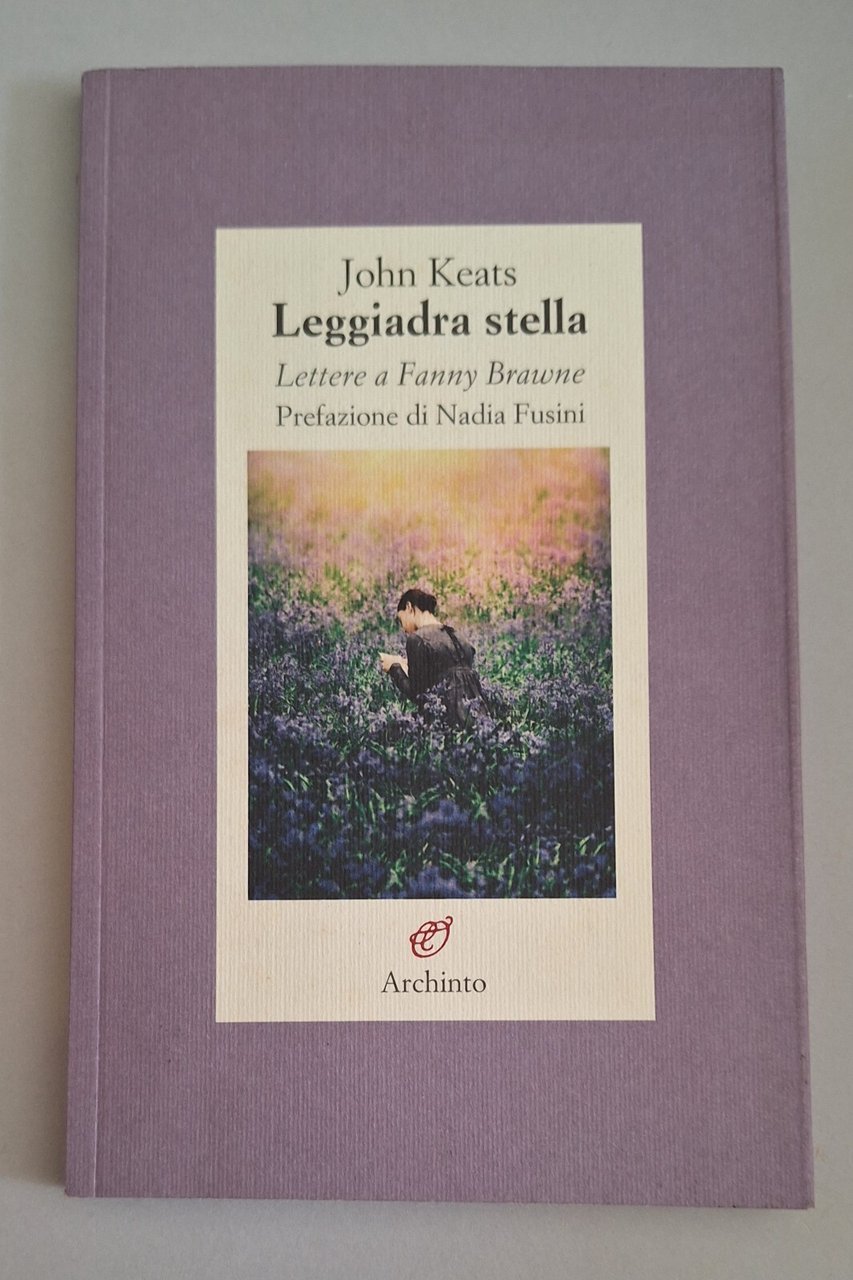 John Keats
Leggiadra stella
Lettere a Fanny Brawne
Prefazione di Nadia Fusini
Archinto